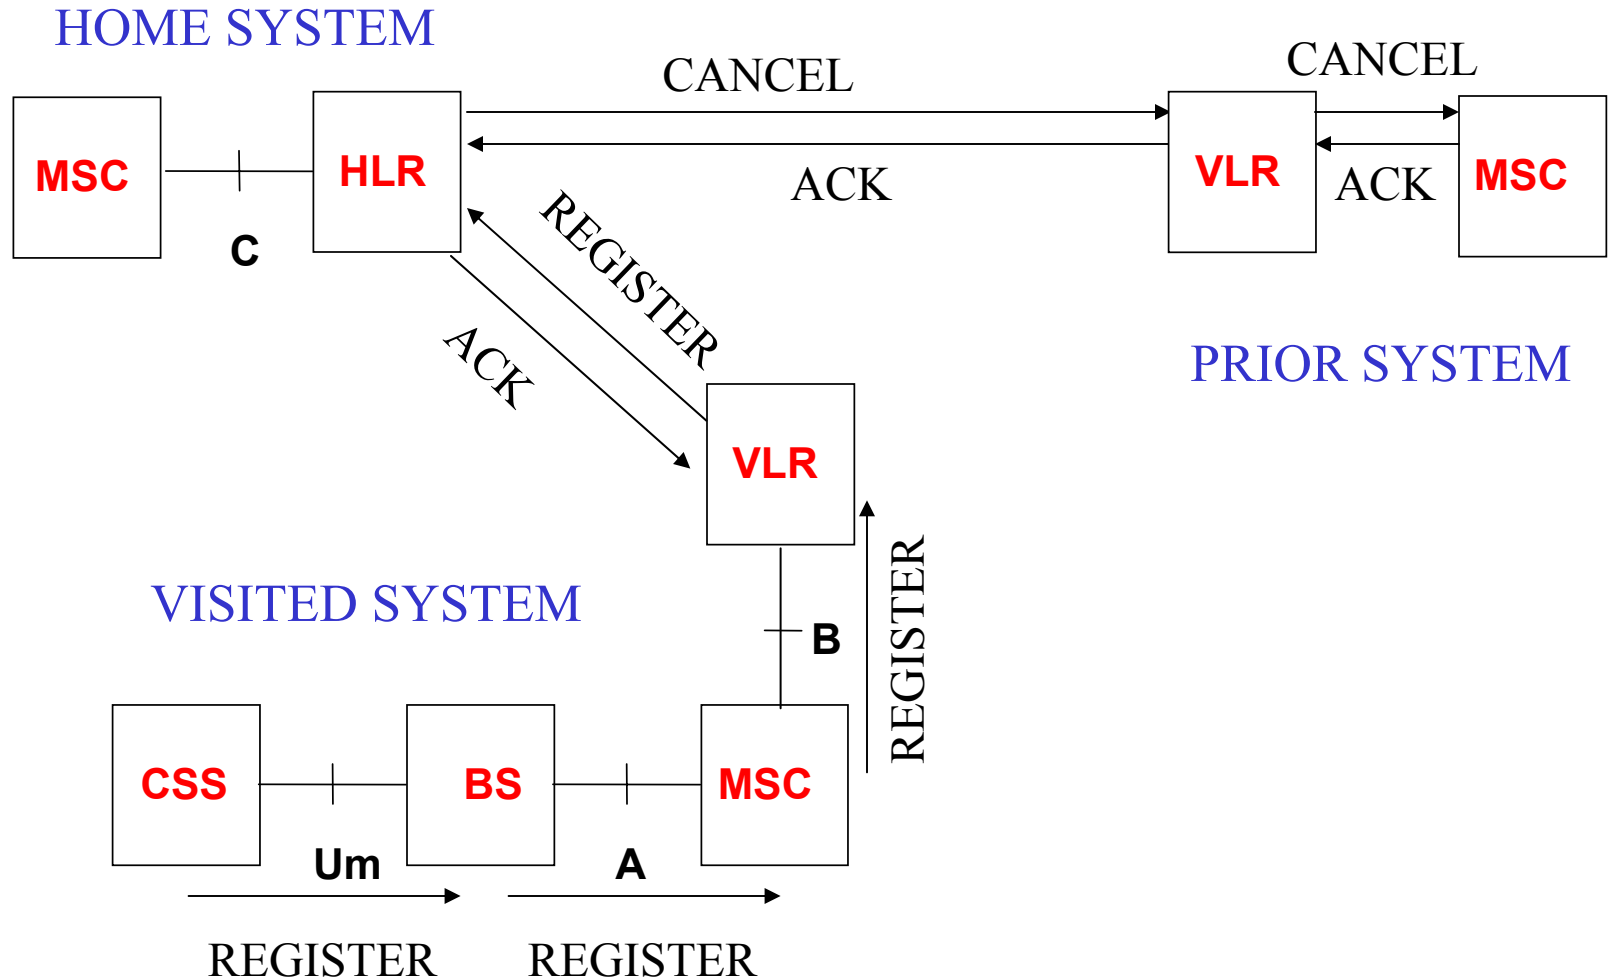 HOME SYSTEM
CANCEL
CANCEL
MSC
HLR
VLR
MSC
ACK
ACK
C
REGISTER
ACK
PRIOR SYSTEM
VLR
VISITED SYSTEM
B
REGISTER
CSS
BS
MSC
Um
A
REGISTER
REGISTER